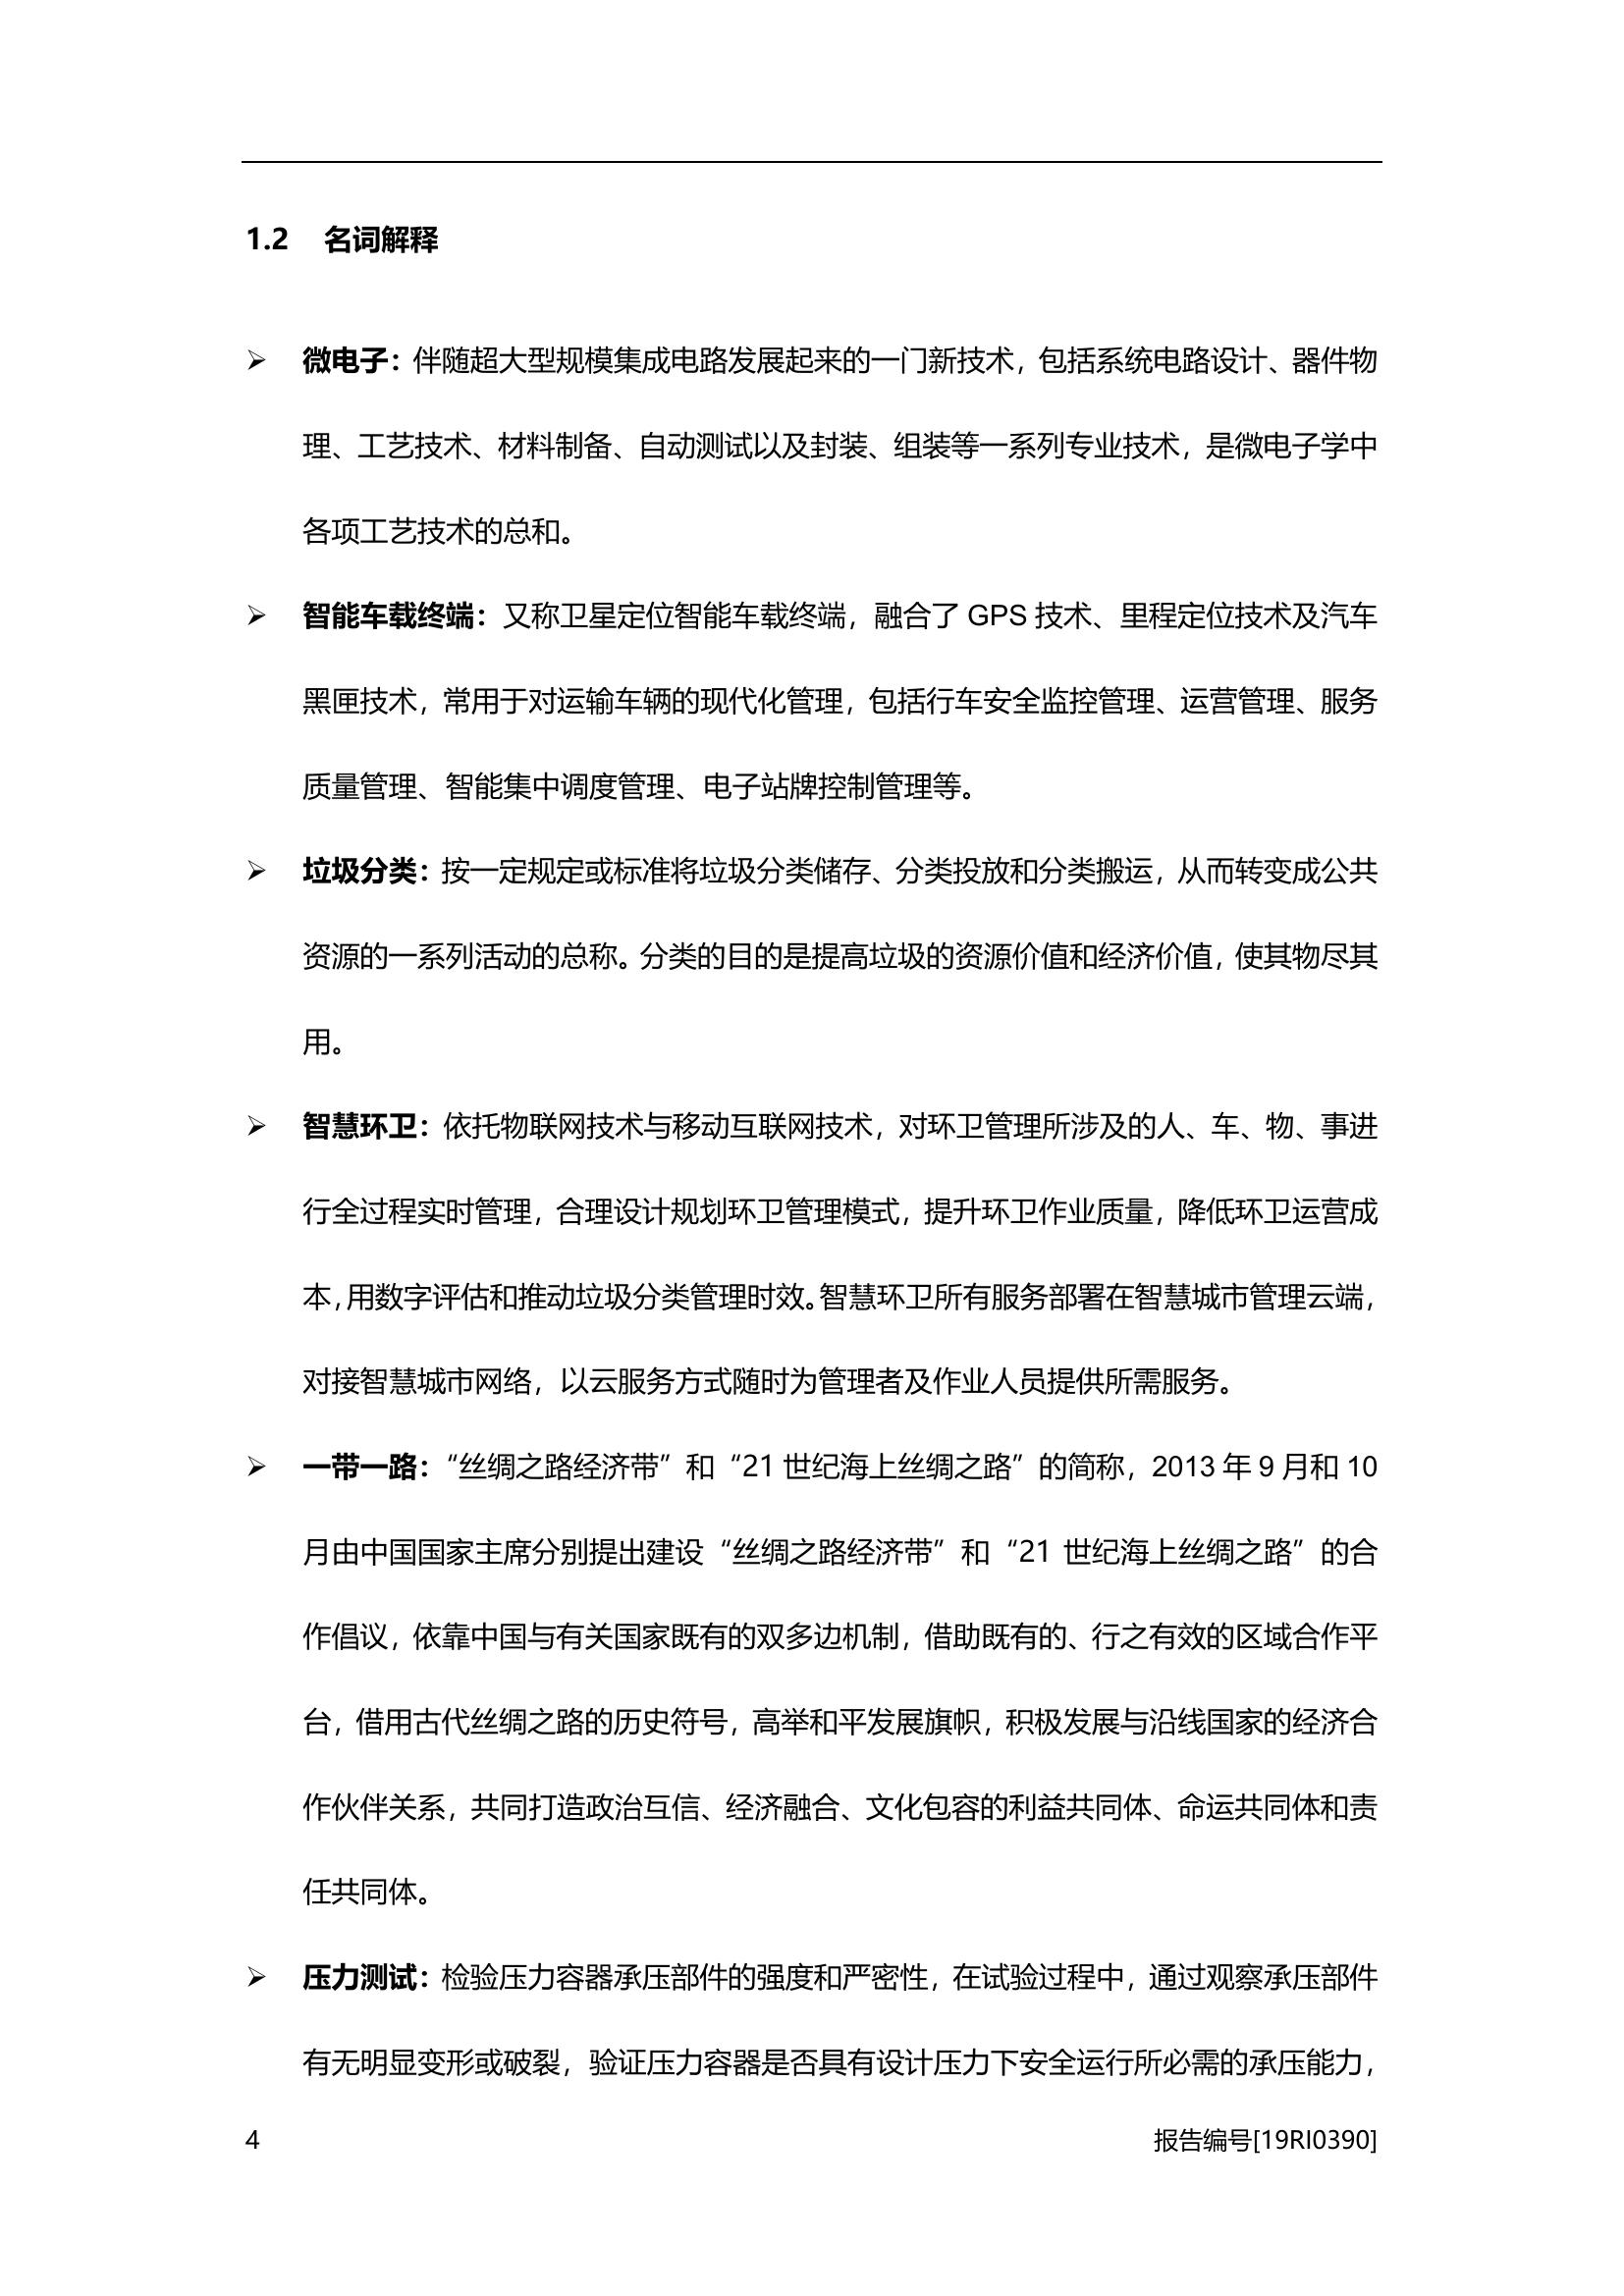 1.2 名词解释
➢ 微电子：伴随超大型规模集成电路发展起来的一门新技术，包括系统电路设计、器件物
理、工艺技术、材料制备、自动测试以及封装、组装等一系列专业技术，是微电子学中
各项工艺技术的总和。
➢ 智能车载终端：又称卫星定位智能车载终端，融合了 GPS 技术、里程定位技术及汽车
黑匣技术，常用于对运输车辆的现代化管理，包括行车安全监控管理、运营管理、服务
质量管理、智能集中调度管理、电子站牌控制管理等。
➢ 垃圾分类：按一定规定或标准将垃圾分类储存、分类投放和分类搬运，从而转变成公共
资源的一系列活动的总称。分类的目的是提高垃圾的资源价值和经济价值，使其物尽其
用。
➢ 智慧环卫：依托物联网技术与移动互联网技术，对环卫管理所涉及的人、车、物、事进
行全过程实时管理，合理设计规划环卫管理模式，提升环卫作业质量，降低环卫运营成
本，用数字评估和推动垃圾分类管理时效。智慧环卫所有服务部署在智慧城市管理云端，
对接智慧城市网络，以云服务方式随时为管理者及作业人员提供所需服务。
➢ 一带一路：“丝绸之路经济带”和“21 世纪海上丝绸之路”的简称，2013 年 9 月和 10
月由中国国家主席分别提出建设“丝绸之路经济带”和“21 世纪海上丝绸之路”的合
作倡议，依靠中国与有关国家既有的双多边机制，借助既有的、行之有效的区域合作平
台，借用古代丝绸之路的历史符号，高举和平发展旗帜，积极发展与沿线国家的经济合
作伙伴关系，共同打造政治互信、经济融合、文化包容的利益共同体、命运共同体和责
任共同体。
➢ 压力测试：检验压力容器承压部件的强度和严密性，在试验过程中，通过观察承压部件
有无明显变形或破裂，验证压力容器是否具有设计压力下安全运行所必需的承压能力，
4 报告编号[19RI0390]